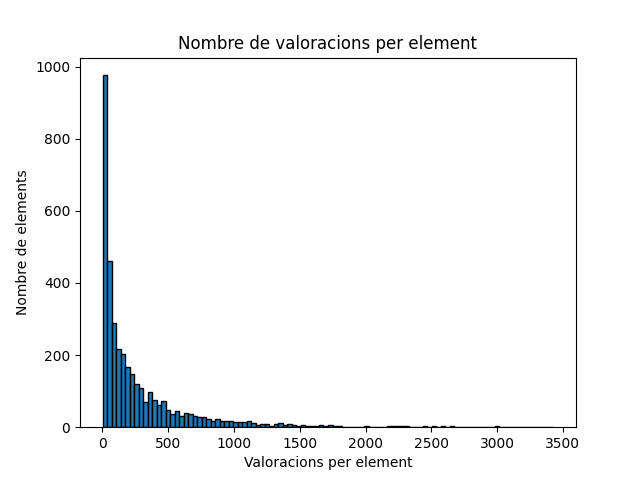 Nombre de valoracions per element
1000
800
600
400
200
0
Nombre de elements
0 500 1000 1500 2000 2500 3000 3500
Valoracions per element